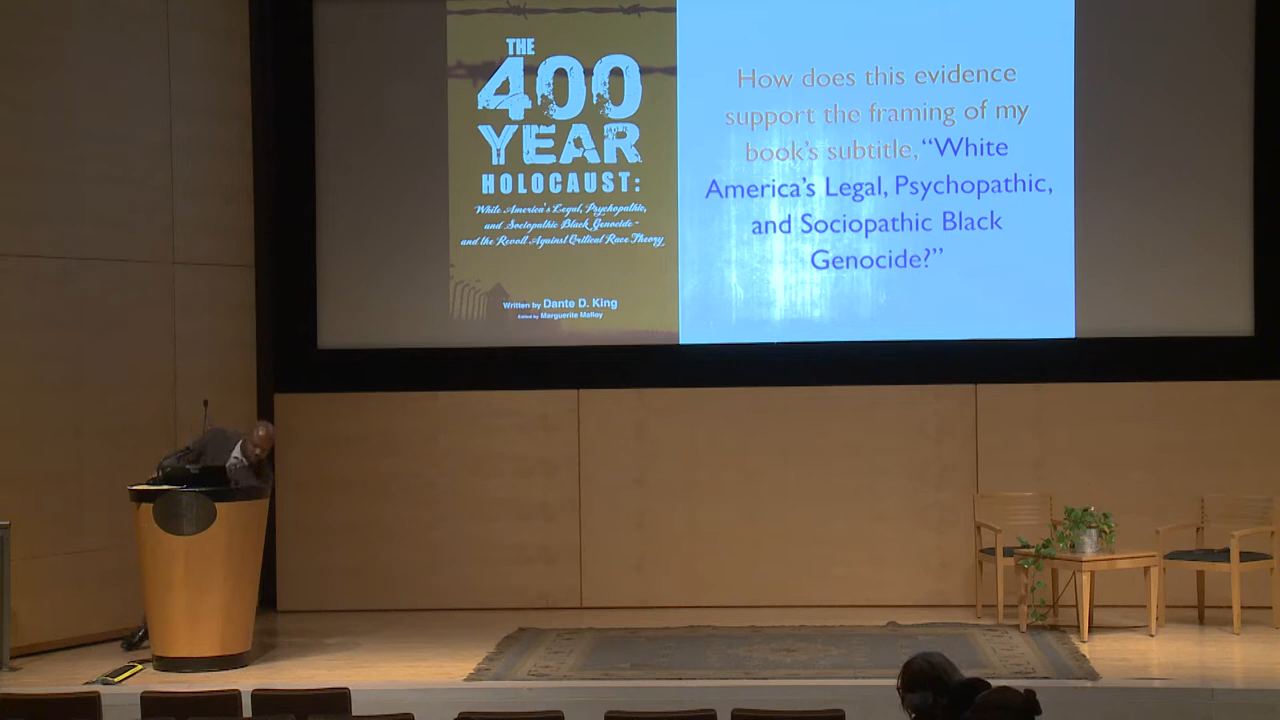 THE
400
YEAR
HOLOCAUST:
White America's Legal, Psychopathic,
and Sociopathic Black Genocide -
and the Revolt Against Critical Race Theory
Written by Dante D. King
Edited by Marguerite Malloy
How does this evidence
support the framing of my
book's subtitle, “White
America's Legal, Psychopathic,
and Sociopathic Black
Genocide?”